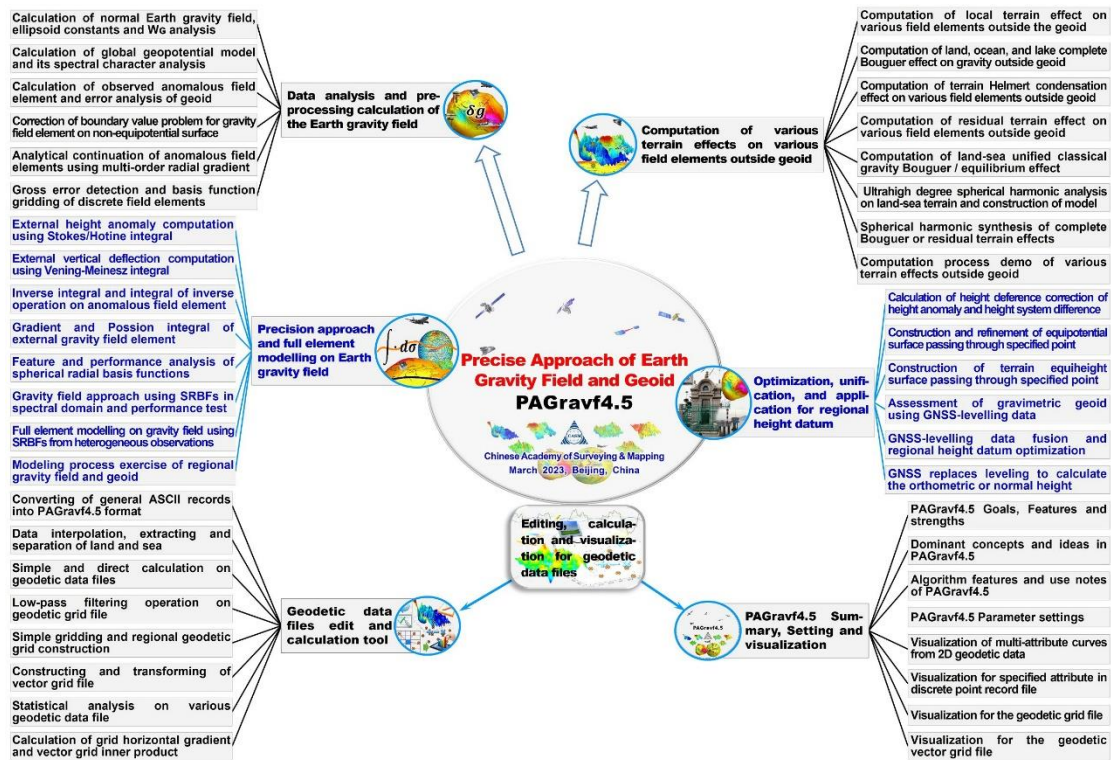 Calculation of normal Earth gravity field,
ellipsoid constants and WG analysis
Calculation of global geopotential model
and its spectral character analysis
Calculation of observed anomalous field
element and error analysis of geoid
Correction of boundary value problem for gravity
field element on non-equipotential surface
Analytical continuation of anomalous field
elements using multi-order radial gradient
Gross error detection and basis function
gridding of discrete field elements
Data analysis and pre-
processing calculation of
the Earth gravity field
δg
Computation of various
terrain effects on various
field elements outside geoid
Computation of local terrain effect on
various field elements outside the geoid
Computation of land, ocean, and lake complete
Bouguer effect on gravity outside geoid
Computation of terrain Helmert condensation
effect on various field elements outside geoid
Computation of residual terrain effect on
various field elements outside geoid
Computation of land-sea unified classical
gravity Bouguer / equilibrium effect
Ultrahigh degree spherical harmonic analysis
on land-sea terrain and construction of model
Spherical harmonic synthesis of complete
Bouguer or residual terrain effects
Computation process demo of various
terrain effects outside geoid
External height anomaly computation
using Stokes/Hotine integral
External vertical deflection computation
using Vening-Meinesz integral
Inverse integral and integral of inverse
operation on anomalous field element
Gradient and Possion integral of
external gravity field element
Feature and performance analysis of
spherical radial basis functions
Gravity field approach using SRBFs in
spectral domain and performance test
Full element modelling on gravity field using
SRBFs from heterogeneous observations
Modeling process exercise of regional
gravity field and geoid
Precision approach
and full element
modelling on Earth
gravity field
∫·dσ
Precise Approach of Earth
Gravity Field and Geoid
PAGravf4.5
Chinese Academy of Surveying & Mapping
March 2023, Beijing, China
Optimization, unifi-
cation, and appli-
cation for regional
height datum
Calculation of height deference correction of
height anomaly and height system difference
Construction and refinement of equipotential
surface passing through specified point
Construction of terrain equiheight
surface passing through specified point
Assessment of gravimetric geoid
using GNSS-levelling data
GNSS-levelling data fusion and
regional height datum optimization
GNSS replaces leveling to calculate
the orthometric or normal height
Converting of general ASCII records
into PAGravf4.5 format
Data interpolation, extracting and
separation of land and sea
Simple and direct calculation on
geodetic data files
Low-pass filtering operation on
geodetic grid file
Simple gridding and regional geodetic
grid construction
Constructing and transforming of
vector grid file
Statistical analysis on various
geodetic data file
Calculation of grid horizontal gradient
and vector grid inner product
Geodetic data
files edit and
calculation tool
Editing, calcula-
tion and visualiza-
tion for geodetic
data files
PAGravf4.5
PAGravf4.5 Sum-
mary, Setting and
visualization
PAGravf4.5 Goals, Features and
strengths
Dominant concepts and ideas in
PAGravf4.5
Algorithm features and use notes
of PAGravf4.5
PAGravf4.5 Parameter settings
Visualization of multi-attribute curves
from 2D geodetic data
Visualization for specified attribute in
discrete point record file
Visualization for the geodetic grid file
Visualization for the geodetic
vector grid file